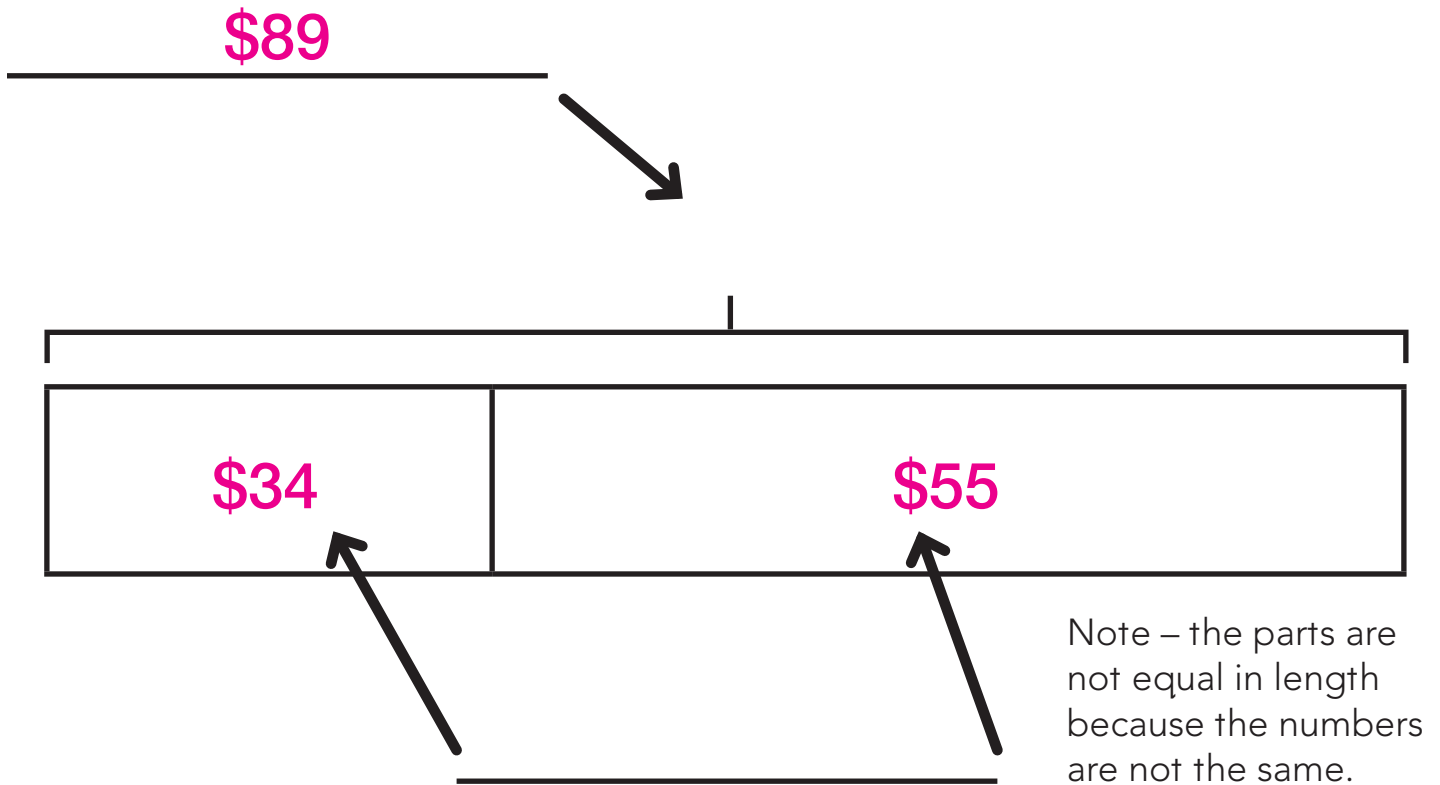 $89
$34
$55
Note – the parts are
not equal in length
because the numbers
are not the same.